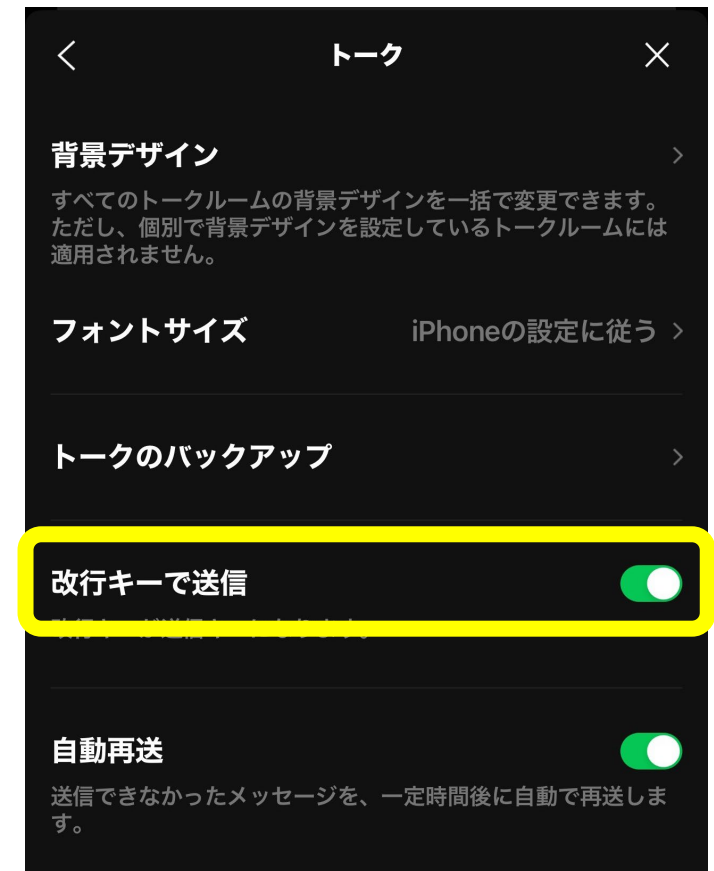 トーク
背景デザイン
すべてのトークルームの背景デザインを一括で変更できます。
ただし、個別で背景デザインを設定しているトークルームには
適用されません。
フォントサイズ
iPhoneの設定に従う
トークのバックアップ
改行キーで送信
自動再送
送信できなかったメッセージを、一定時間後に自動で再送しま
す。